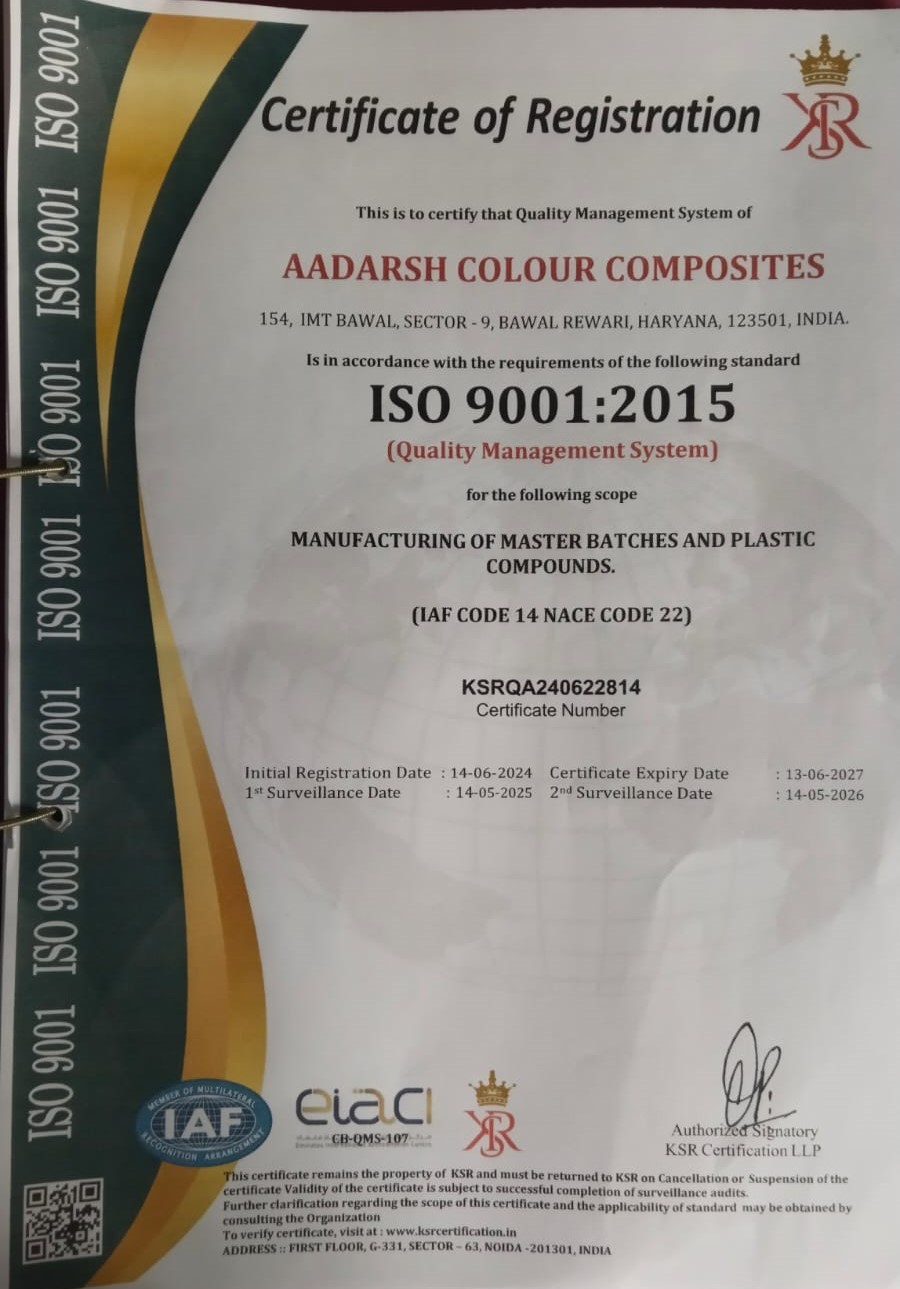 Certificate of Registration
KSR
This is to certify that Quality Management System of
AADARSH COLOUR COMPOSITES
154, IMT BAWAL, SECTOR - 9, BAWAL REWARI, HARYANA, 123501, INDIA.
Is in accordance with the requirements of the following standard
ISO 9001:2015
(Quality Management System)
for the following scope
MANUFACTURING OF MASTER BATCHES AND PLASTIC
COMPOUNDS.
(IAF CODE 14 NACE CODE 22)
KSRQA240622814
Certificate Number
Initial Registration Date : 14-06-2024 Certificate Expiry Date : 13-06-2027
1st Surveillance Date : 14-05-2025 2nd Surveillance Date : 14-05-2026
ISO 9001 ISO 9001 ISO 9001 ISO 9001 ISO 9001 ISO 9001 ISO 9001
MEMBER OF MULTILATERAL
IAF
RECOGNITION ARRANGEMENT
eiaci
CB-QMS-107
KSR
Authorized Signatory
KSR Certification LLP
This certificate remains the property of KSR and must be returned to KSR on Cancellation or Suspension of the
certificate Validity of the certificate is subject to successful completion of surveillance audits.
Further clarification regarding the scope of this certificate and the applicability of standard may be obtained by
consulting the Organization
To verify certificate, visit at : www.ksrcertification.in
ADDRESS :: FIRST FLOOR, G-331, SECTOR – 63, NOIDA -201301, INDIA